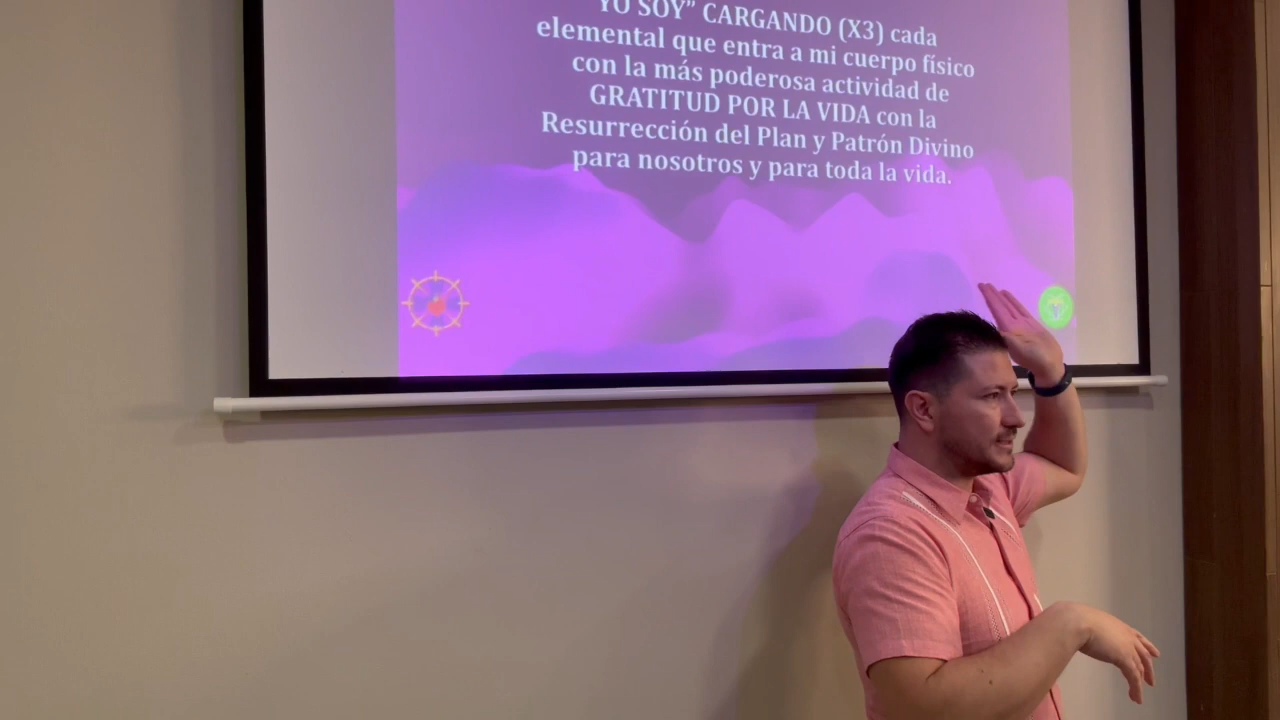 YO SOY” CARGANDO (X3) cada
elemental que entra a mi cuerpo físico
con la más poderosa actividad de
GRATITUD POR LA VIDA con la
Resurrección del Plan y Patrón Divino
para nosotros y para toda la vida.